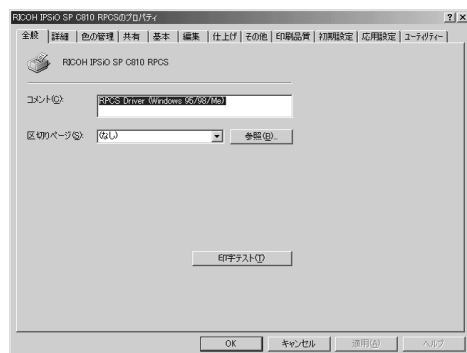 RICOH IPSiO SP C810 RPCSのプロパティ
全般 詳細 色の管理 共有 基本 編集 仕上げ その他 印刷品質 初期設定 応用設定 ユーティリティー
RICOH IPSiO SP C810 RPCS
コメント(C): RPCS Driver (Windows 95/98/Me)
区切りページ(S): (なし) 参照(B)...
印字テスト(T)
OK キャンセル 適用(A) ヘルプ